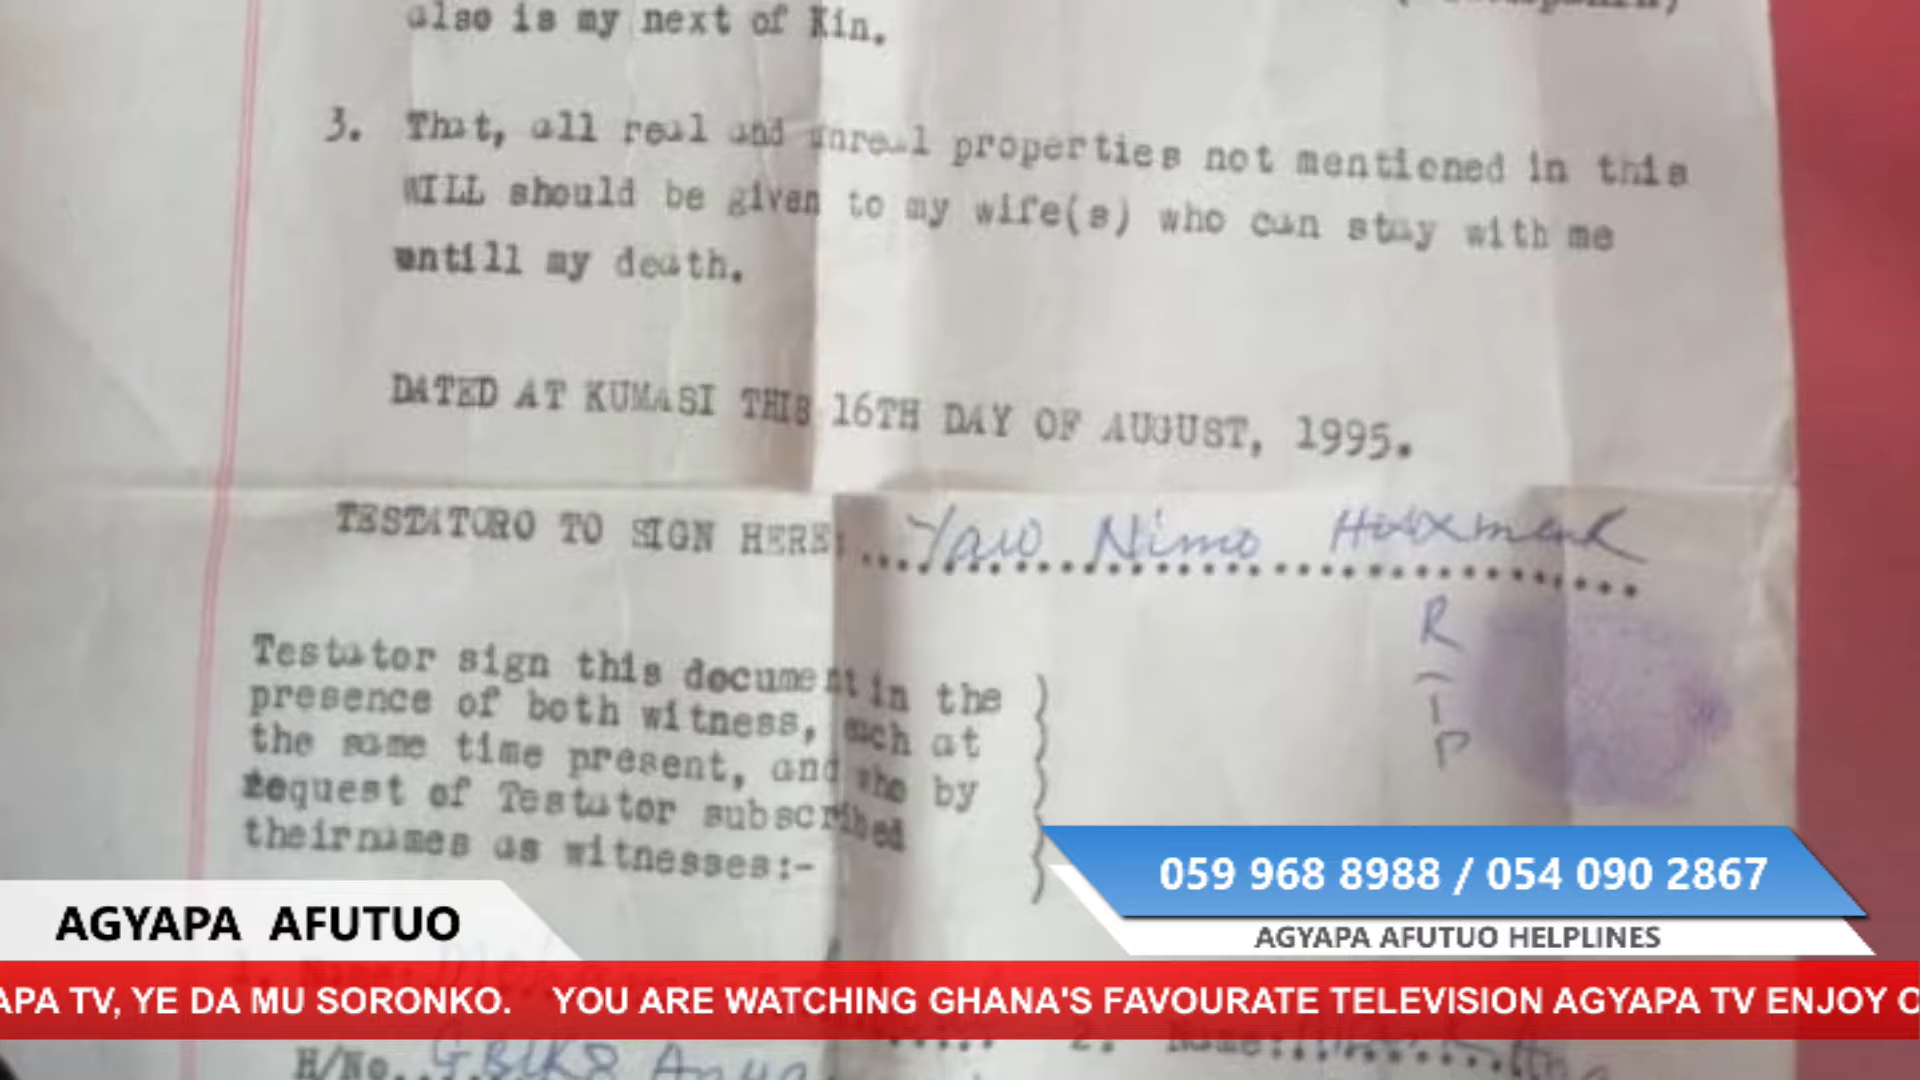 also is my next of Kin.
3. That, all real and unreal properties not mentioned in this
WILL should be given to my wife(s) who can stay with me
untill my death.
DATED AT KUMASI THIS 16TH DAY OF AUGUST, 1995.
TESTATORO TO SIGN HERE: ...Yaw Nimo
R
T
P
Testator sign this document in the
presence of both witness, each at
the same time present, and who by
request of Testator subscribed
theirnames as witnesses:-
059 968 8988 / 054 090 2867
AGYAPA AFUTUO
AGYAPA AFUTUO HELPLINES
APA TV, YE DA MU SORONKO. YOU ARE WATCHING GHANA'S FAVOURATE TELEVISION AGYAPA TV ENJOY
H/No.
2. Name: